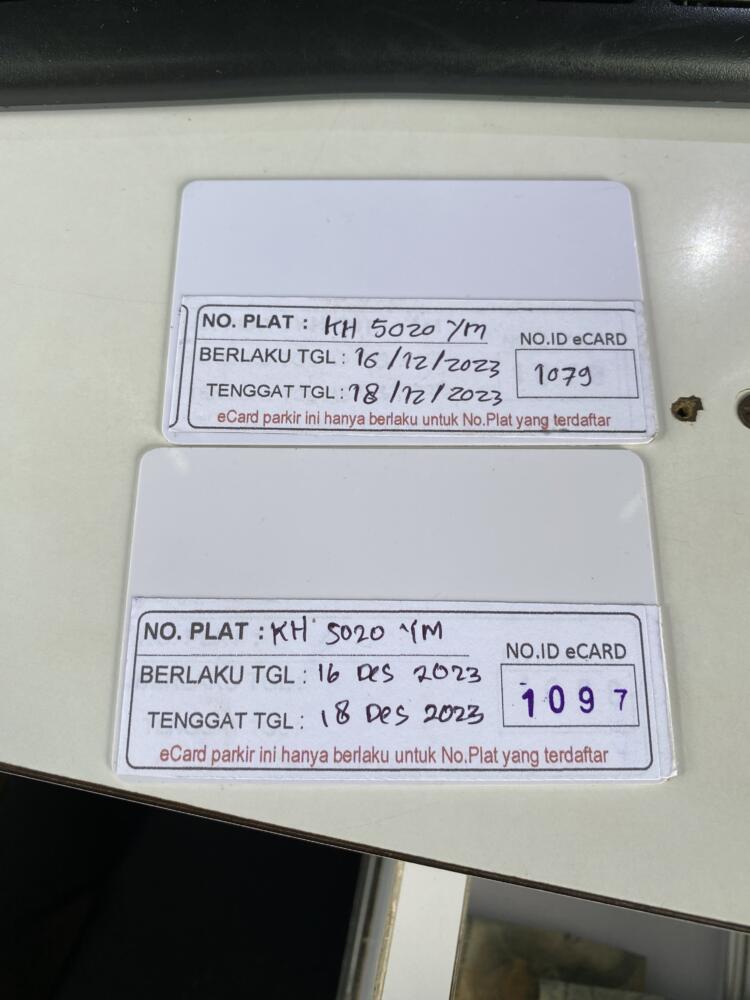 NO. PLAT : KH 5020 YM
NO.ID eCARD
BERLAKU TGL : 16/12/2023
1079
TENGGAT TGL : 18/12/2023
eCard parkir ini hanya berlaku untuk No.Plat yang terdaftar
NO. PLAT : KH 5020 YM
NO.ID eCARD
BERLAKU TGL : 16 Des 2023
1097
TENGGAT TGL : 18 Des 2023
eCard parkir ini hanya berlaku untuk No.Plat yang terdaftar